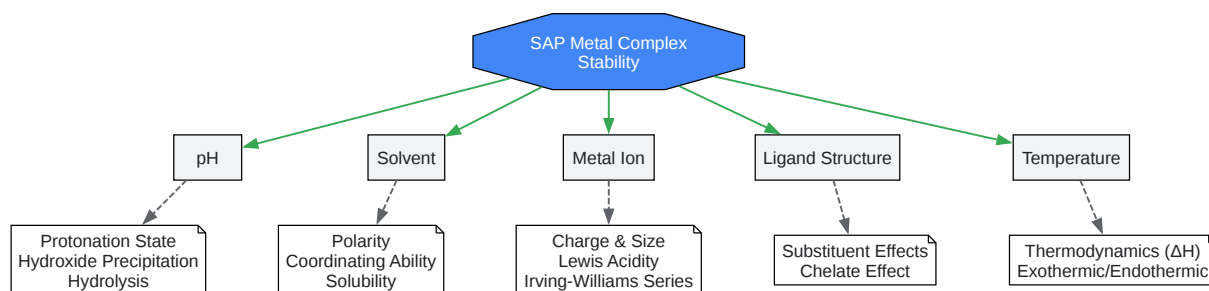 SAP Metal Complex
Stability
pH
Solvent
Metal Ion
Ligand Structure
Temperature
Protonation State
Hydroxide Precipitation
Hydrolysis
Polarity
Coordinating Ability
Solubility
Charge & Size
Lewis Acidity
Irving-Williams Series
Substituent Effects
Chelate Effect
Thermodynamics (ΔH)
Exothermic/Endothermic